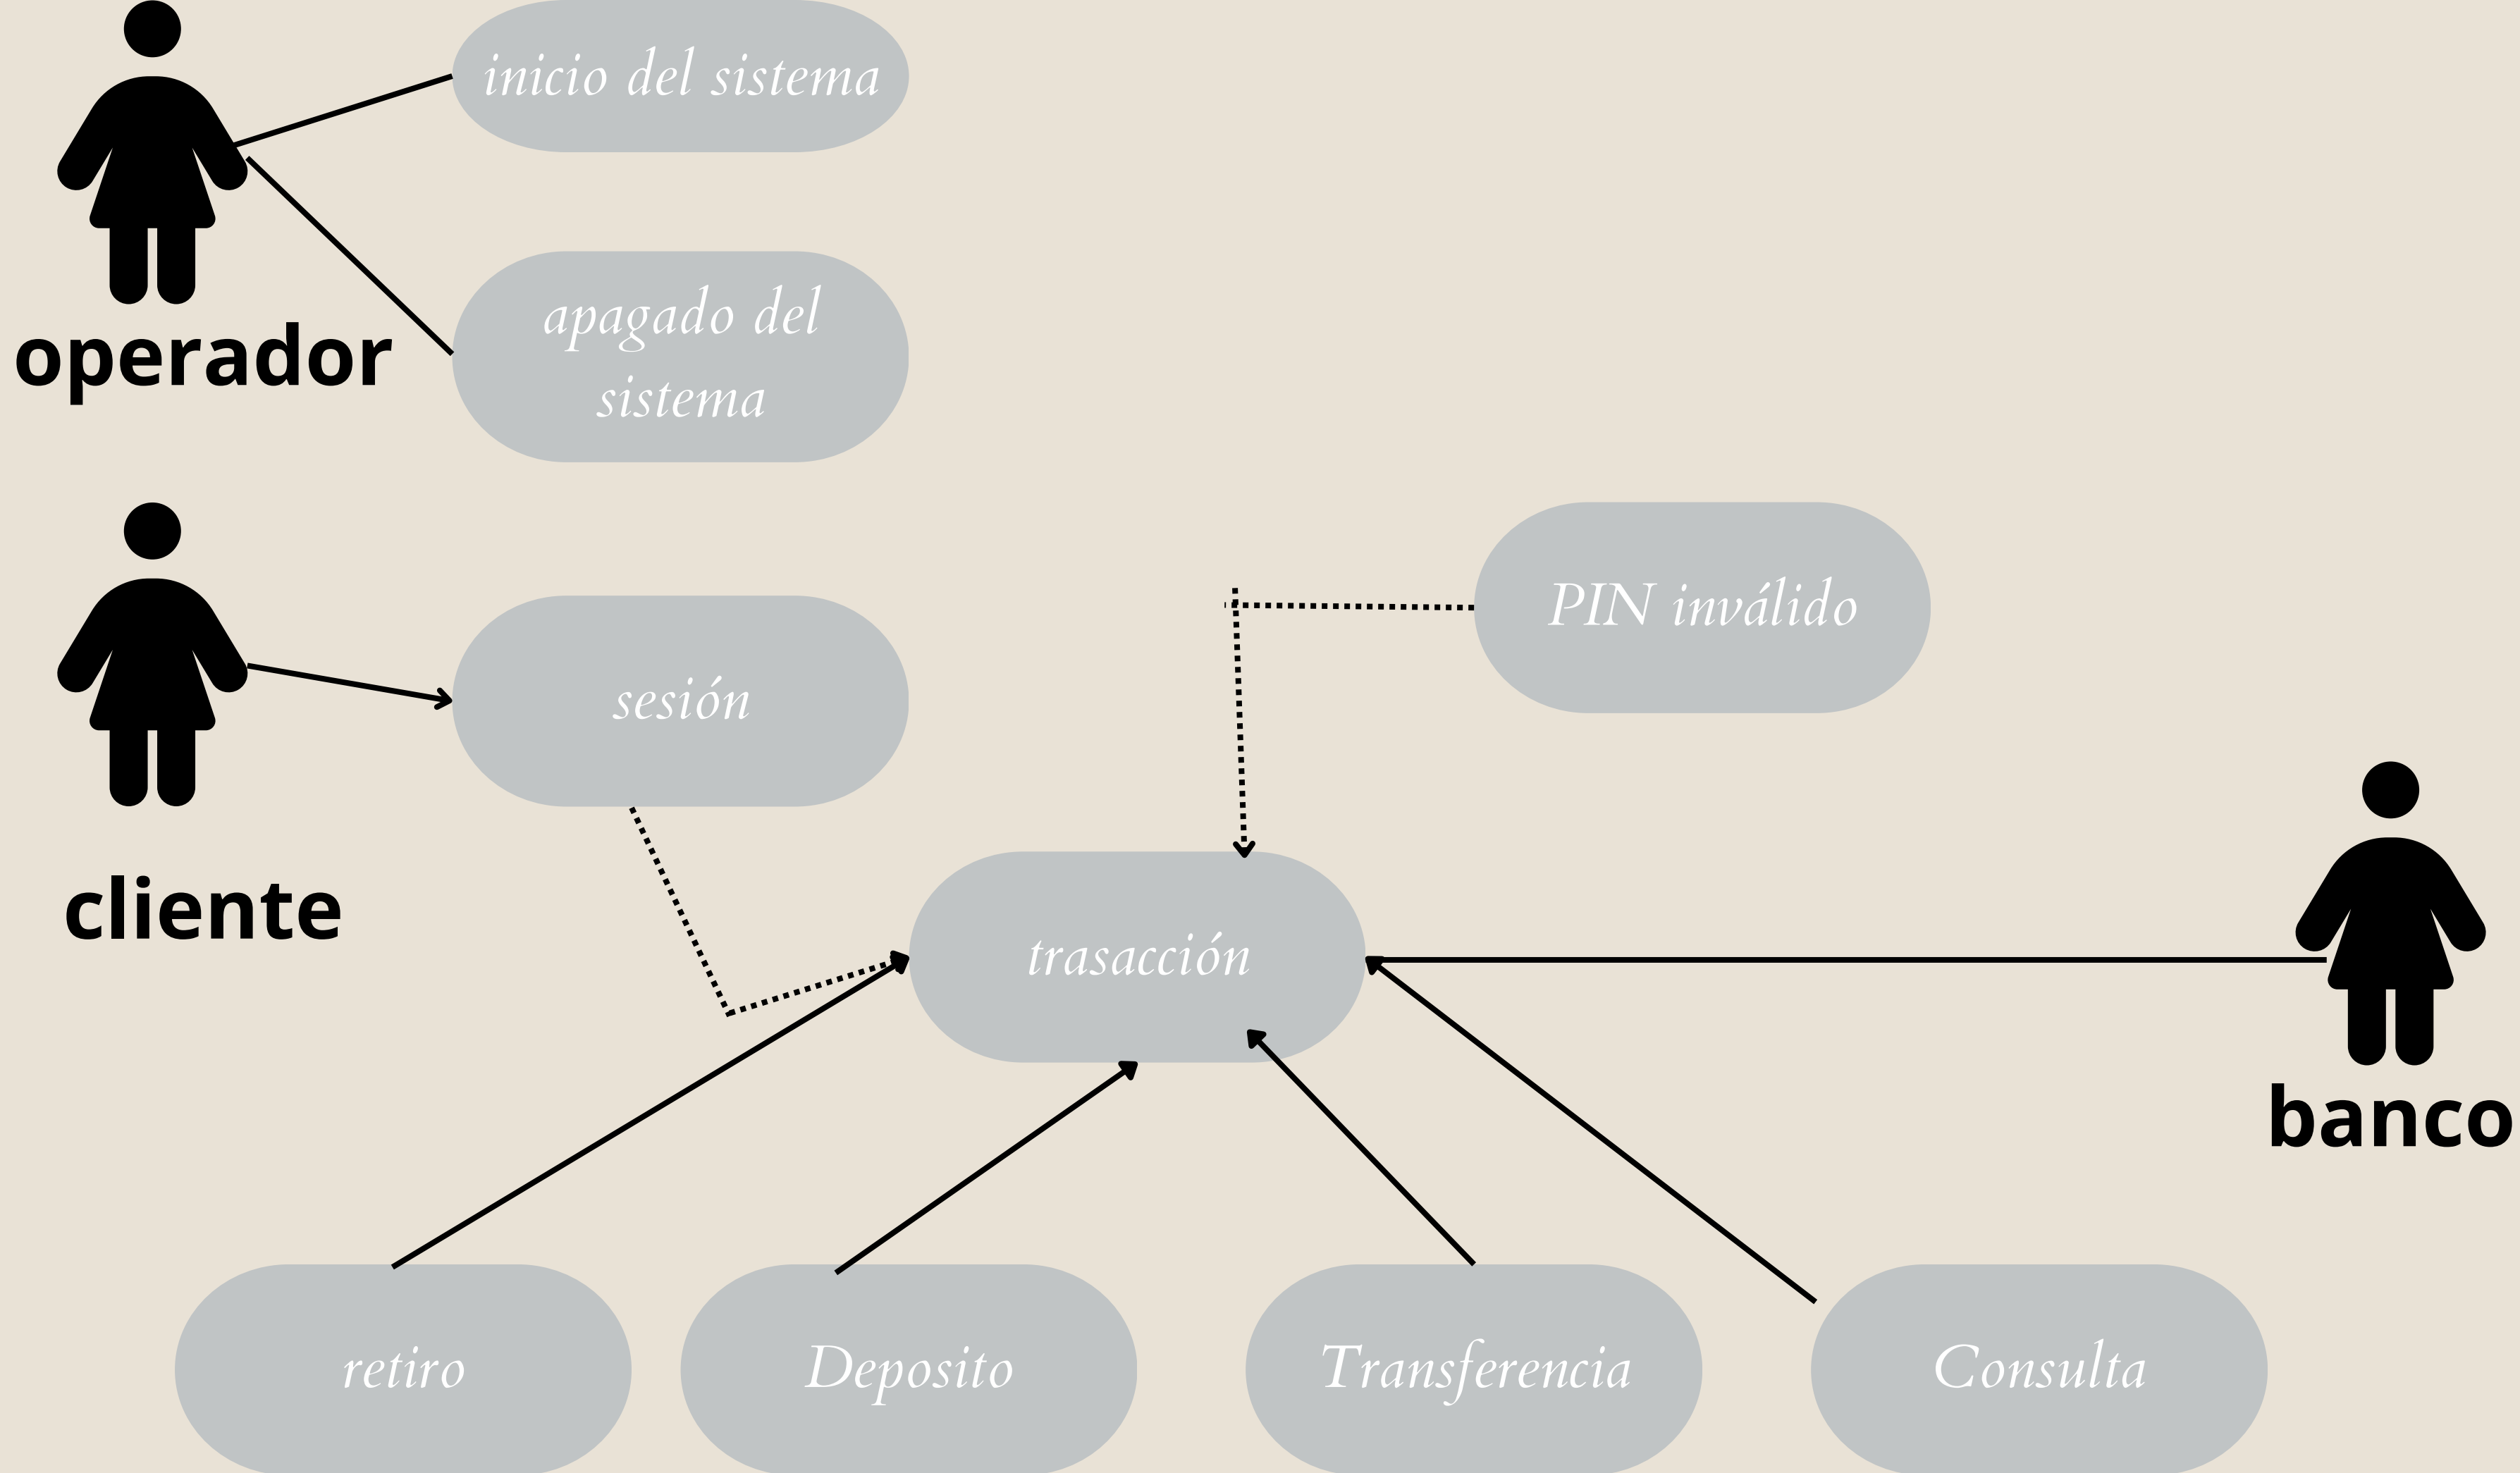 inicio del sistema
apagado del
sistema
operador
PIN inválido
sesión
cliente
trasacción
banco
retiro
Deposito
Transferencia
Consulta